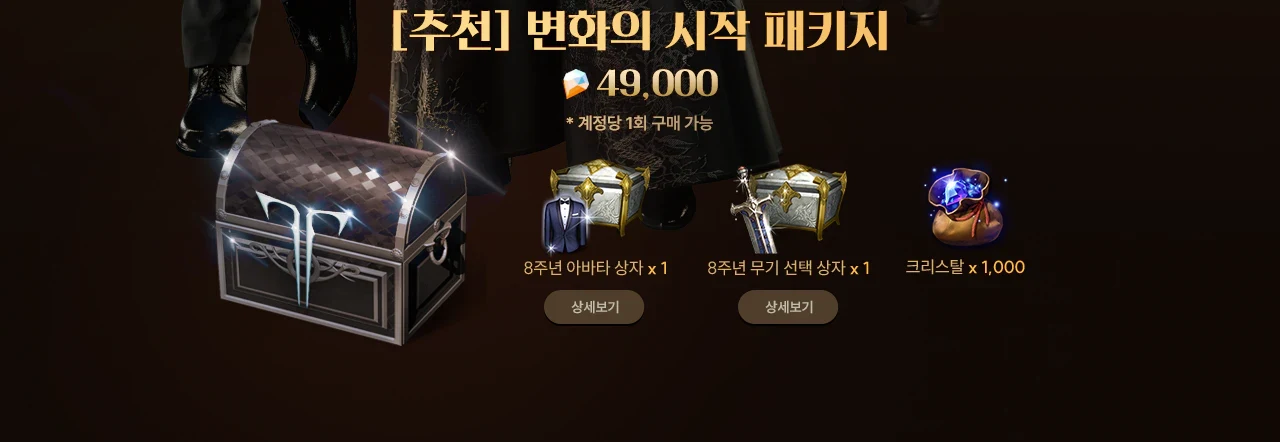 [추천] 변화의 시작 패키지
49,000
* 계정당 1회 구매 가능
8주년 아바타 상자 x 1
8주년 무기 선택 상자 x 1
크리스탈 x 1,000
상세보기
상세보기